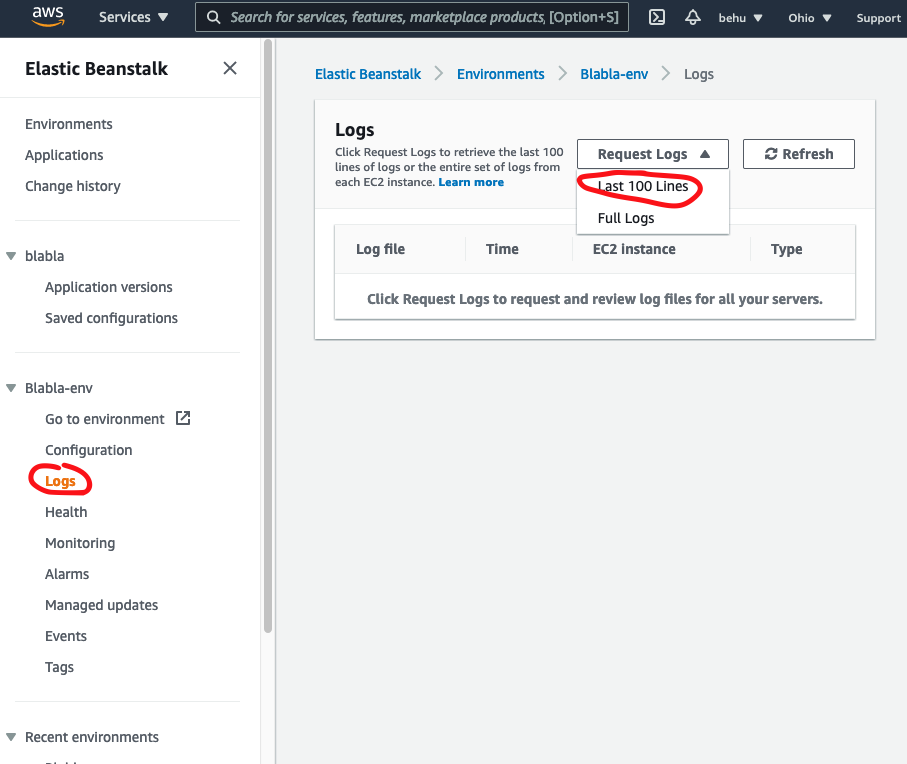 aws Services Search for services, features, marketplace products, [Option+S] behu Ohio Support
Elastic Beanstalk
Environments
Applications
Change history
blabla
Application versions
Saved configurations
Blabla-env
Go to environment
Configuration
Logs
Health
Monitoring
Alarms
Managed updates
Events
Tags
Recent environments
Elastic Beanstalk Environments Blabla-env Logs
Logs
Click Request Logs to retrieve the last 100
lines of logs or the entire set of logs from
each EC2 instance. Learn more
Request Logs
Refresh
Last 100 Lines
Full Logs
Log file Time EC2 instance Type
Click Request Logs to request and review log files for all your servers.